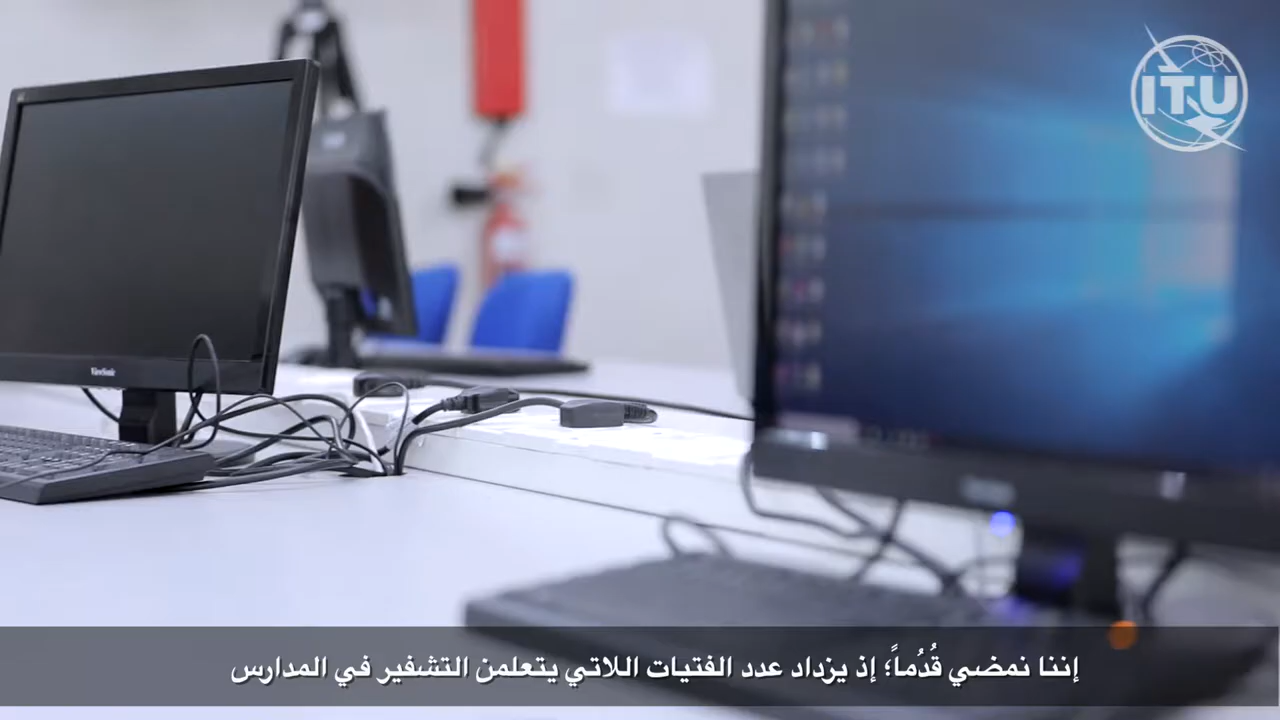 ITU
ViewSonic
إننا نمضي قُدُماً؛ إذ يزداد عدد الفتيات اللاتي يتعلمن التشفير في المدارس